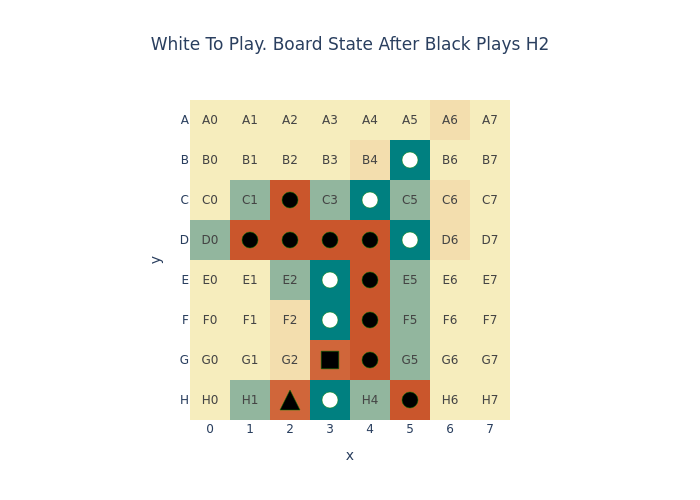 White To Play. Board State After Black Plays H2
A A0 A1 A2 A3 A4 A5 A6 A7
B B0 B1 B2 B3 B4 B6 B7
C C0 C1 C3 C5 C6 C7
D D0 D6 D7
y
E E0 E1 E2 E5 E6 E7
F F0 F1 F2 F5 F6 F7
G G0 G1 G2 G5 G6 G7
H H0 H1 H4 H6 H7
0 1 2 3 4 5 6 7
x